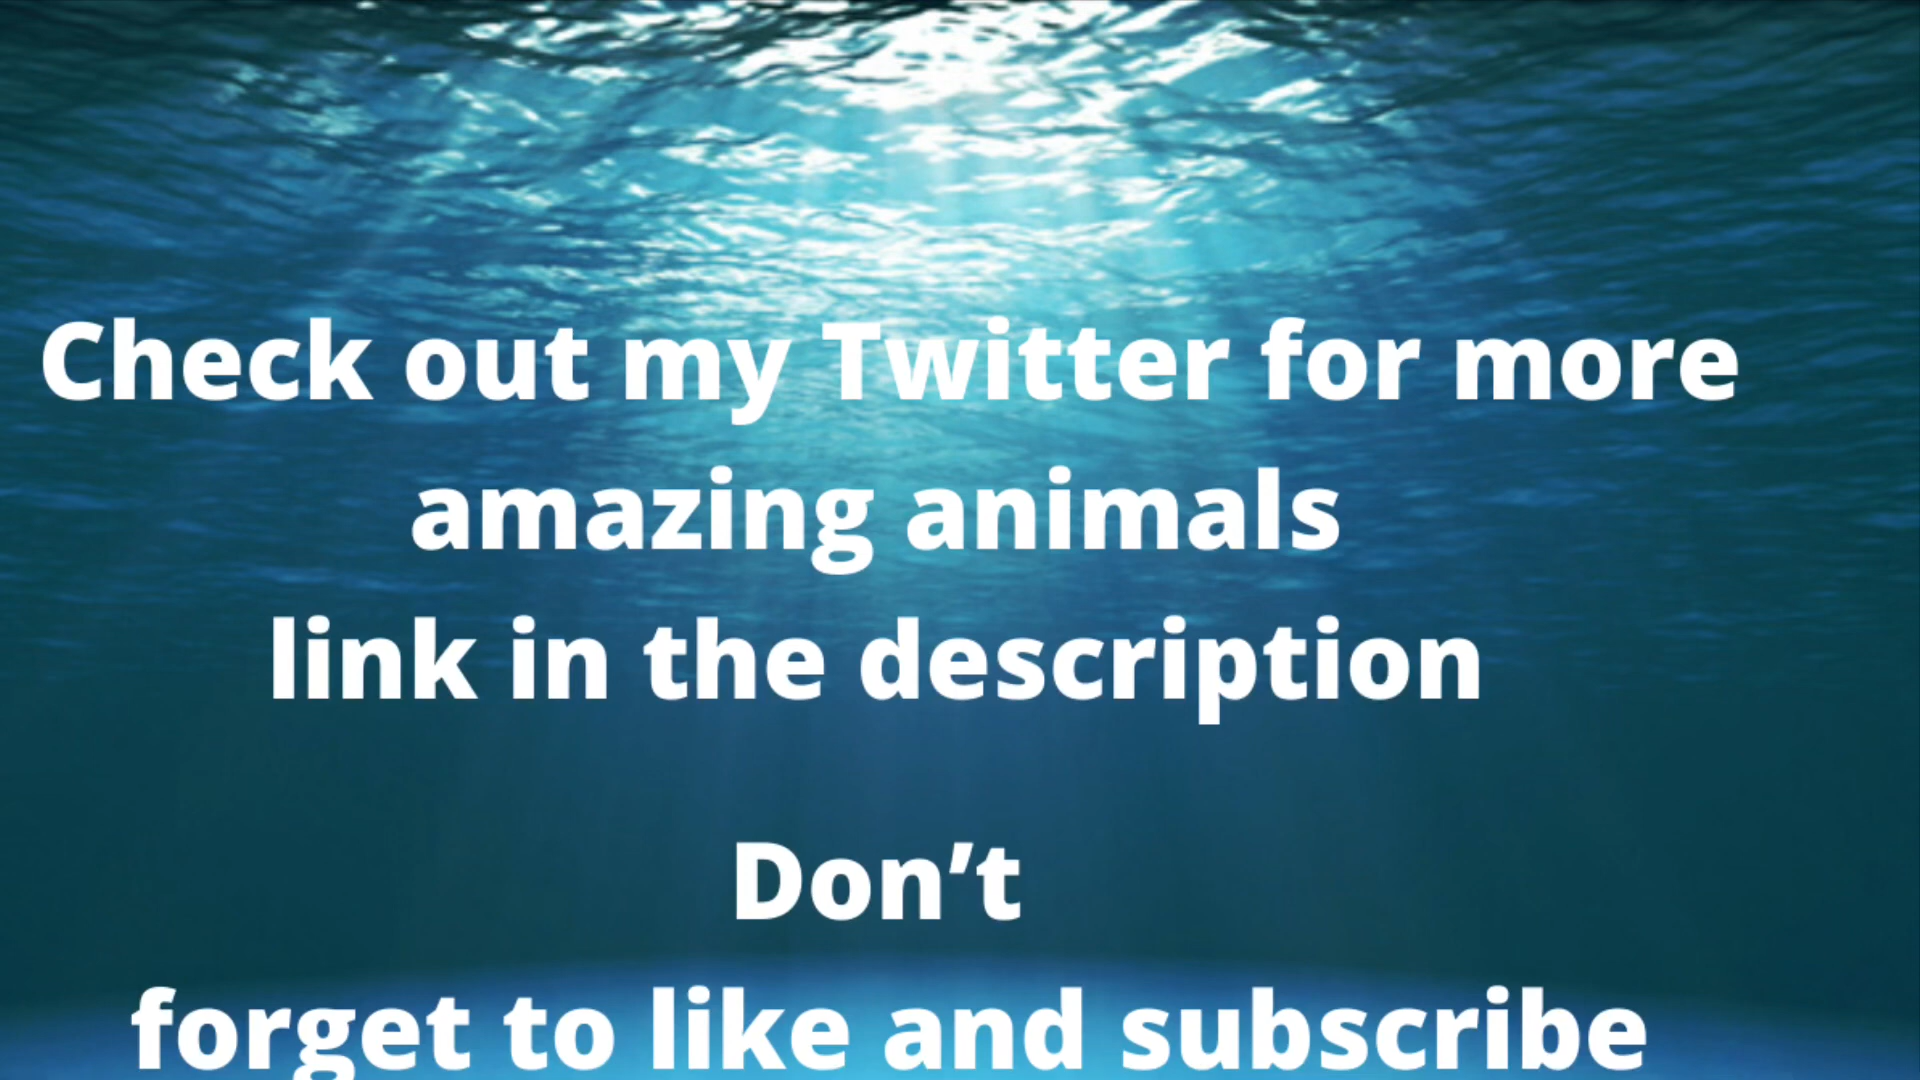 Check out my Twitter for more
amazing animals
link in the description
Don’t
forget to like and subscribe